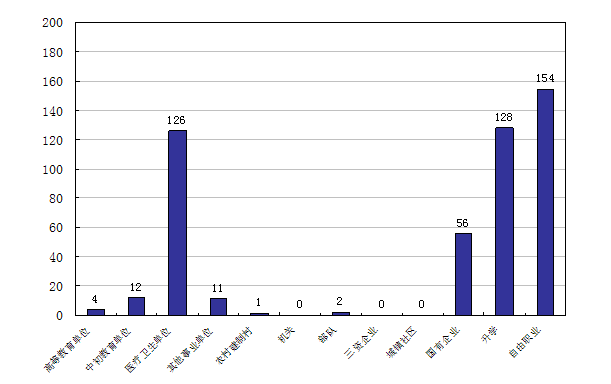 200
180
160
140
120
100
80
60
40
20
0
4
12
126
11
1
0
2
0
0
56
128
154
高等教育单位
中初教育单位
医疗卫生单位
其他事业单位
农村建制村
机关
部队
三资企业
城镇社区
国有企业
升学
自由职业